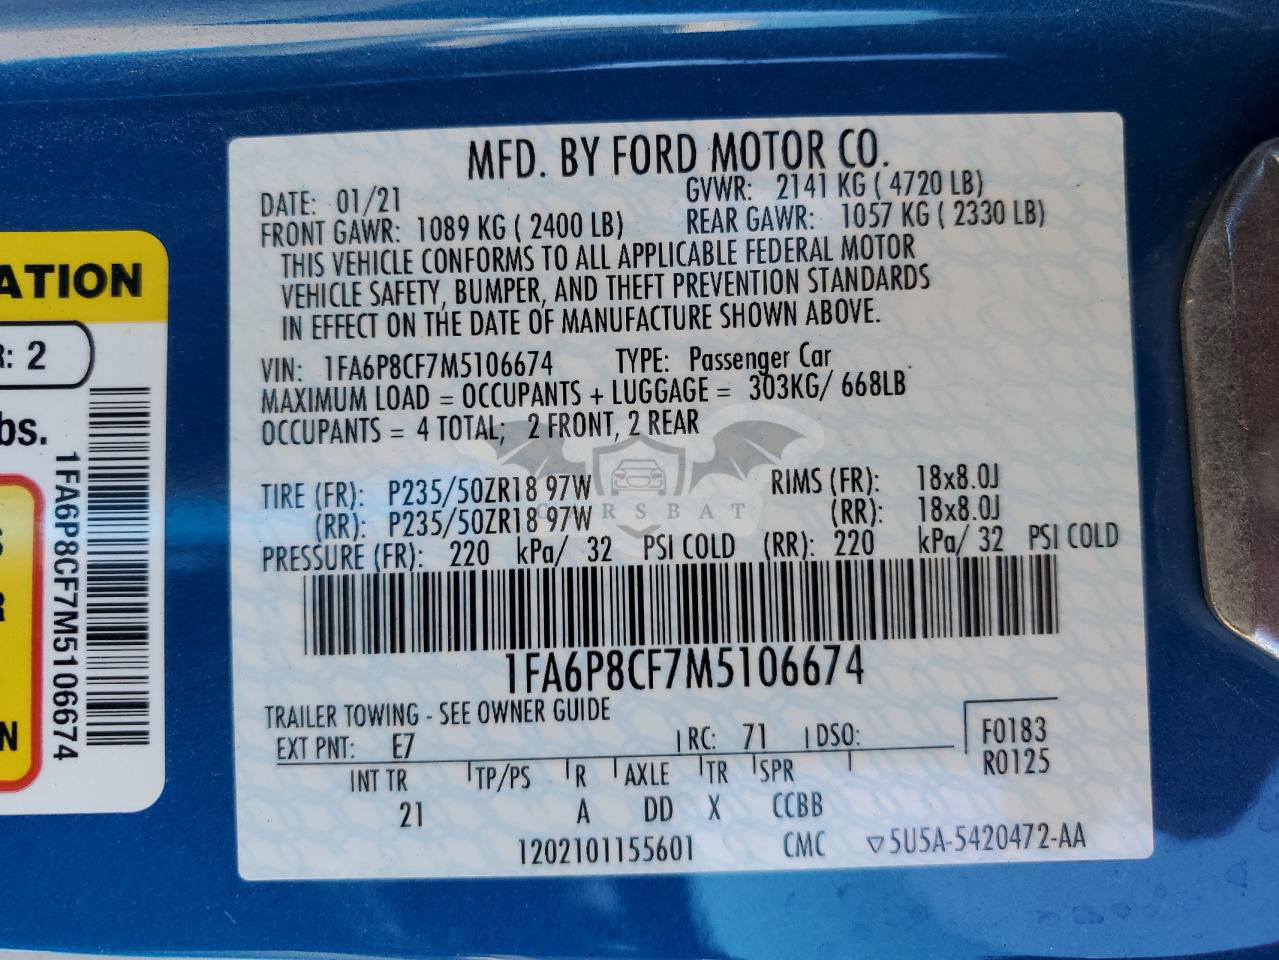 MFD. BY FORD MOTOR CO.
DATE: 01/21 GVWR: 2141 KG ( 4720 LB)
FRONT GAWR: 1089 KG ( 2400 LB) REAR GAWR: 1057 KG ( 2330 LB)
THIS VEHICLE CONFORMS TO ALL APPLICABLE FEDERAL MOTOR
VEHICLE SAFETY, BUMPER, AND THEFT PREVENTION STANDARDS
IN EFFECT ON THE DATE OF MANUFACTURE SHOWN ABOVE.
VIN: 1FA6P8CF7M5106674 TYPE: Passenger Car
MAXIMUM LOAD = OCCUPANTS + LUGGAGE = 303KG/ 668LB
OCCUPANTS = 4 TOTAL; 2 FRONT, 2 REAR
TIRE (FR): P235/50ZR18 97W RIMS (FR): 18x8.0J
(RR): P235/50ZR18 97W (RR): 18x8.0J
PRESSURE (FR): 220 kPa/ 32 PSI COLD (RR): 220 kPa/ 32 PSI COLD
1FA6P8CF7M5106674
TRAILER TOWING - SEE OWNER GUIDE
EXT PNT: E7 RC: 71 DSO: F0183
R0125
INT TR TP/PS R AXLE TR SPR
21 A DD X CCBB
1202101155601 CMC ▽5U5A-5420472-AA
ATION
R: 2
bs.
1FA6P8CF7M5106674
S
R
N